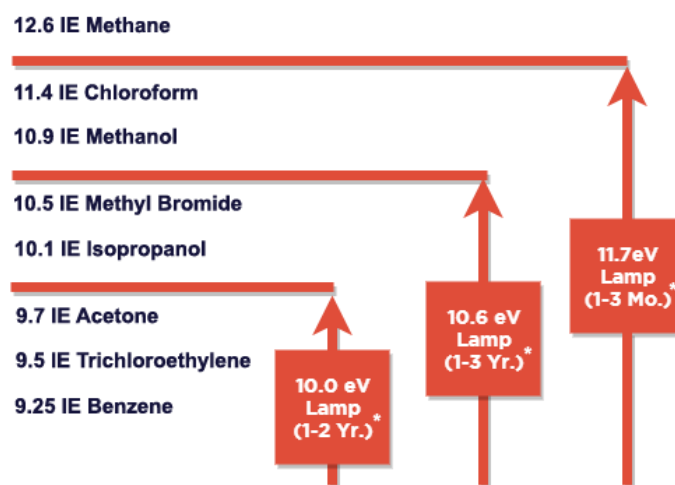 12.6 IE Methane
11.4 IE Chloroform
10.9 IE Methanol
10.5 IE Methyl Bromide
10.1 IE Isopropanol
9.7 IE Acetone
9.5 IE Trichloroethylene
9.25 IE Benzene
10.0 eV
Lamp
(1-2 Yr.)*
10.6 eV
Lamp
(1-3 Yr.)*
11.7eV
Lamp
(1-3 Mo.)*